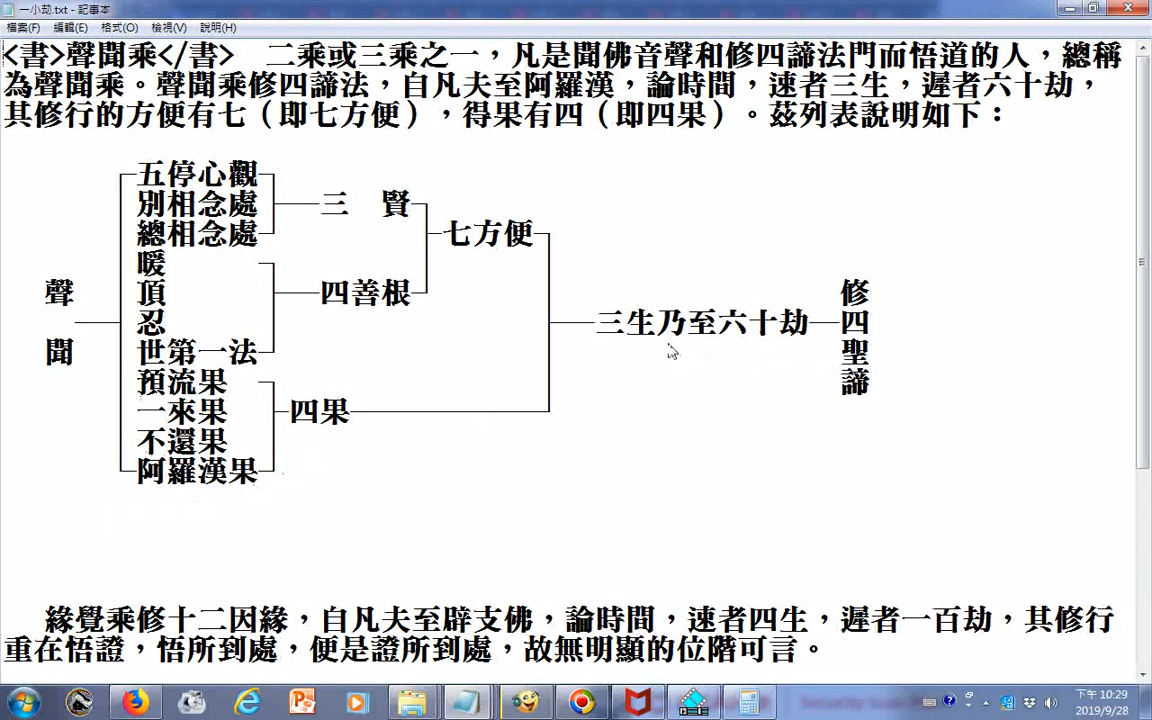 一小劫.txt - 記事本
檔案(F) 編輯(E) 格式(O) 檢視(V) 說明(H)
<書>聲聞乘</書> 二乘或三乘之一，凡是聞佛音聲和修四諦法門而悟道的人，總稱
為聲聞乘。聲聞乘修四諦法，自凡夫至阿羅漢，論時間，速者三生，遲者六十劫，
其修行的方便有七（即七方便），得果有四（即四果）。茲列表說明如下：
五停心觀
別相念處 三 賢
總相念處 七方便
暖
聲 頂 四善根 修
忍 三生乃至六十劫 四
聞 世第一法 聖
預流果 諦
一來果 四果
不還果
阿羅漢果
緣覺乘修十二因緣，自凡夫至辟支佛，論時間，速者四生，遲者一百劫，其修行
重在悟證，悟所到處，便是證所到處，故無明顯的位階可言。
下午 10:29
2019/9/28